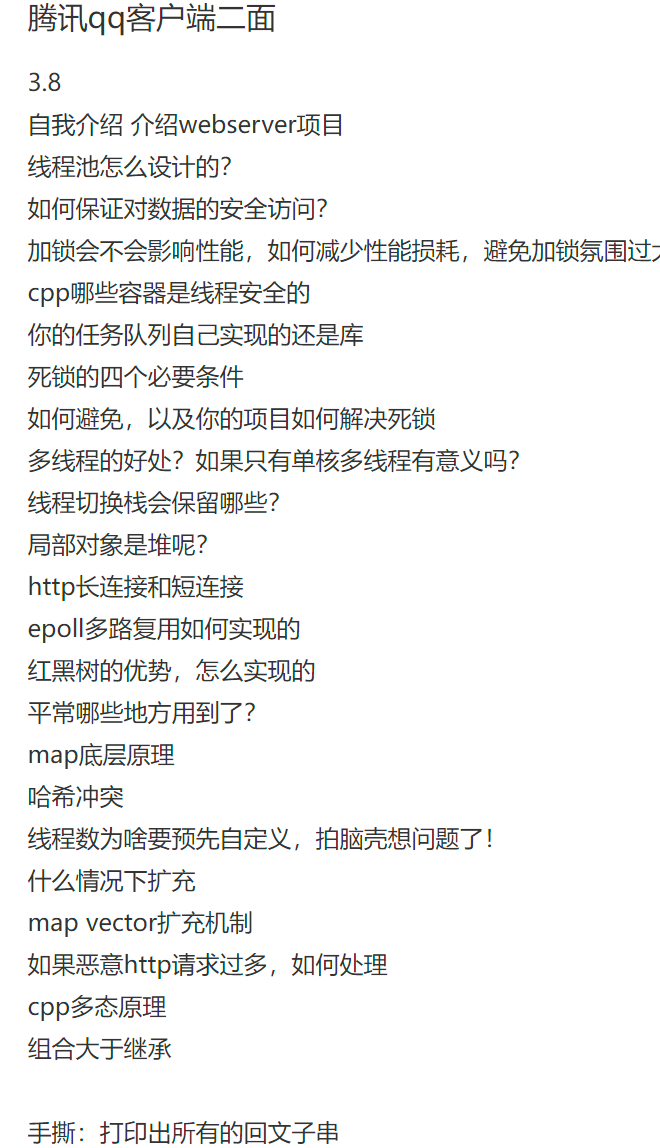 腾讯qq客户端二面
3.8
自我介绍 介绍webserver项目
线程池怎么设计的?
如何保证对数据的安全访问?
加锁会不会影响性能，如何减少性能损耗，避免加锁氛围过大
cpp哪些容器是线程安全的
你的任务队列自己实现的还是库
死锁的四个必要条件
如何避免，以及你的项目如何解决死锁
多线程的好处？如果只有单核多线程有意义吗?
线程切换栈会保留哪些?
局部对象是堆呢?
http长连接和短连接
epoll多路复用如何实现的
红黑树的优势，怎么实现的
平常哪些地方用到了?
map底层原理
哈希冲突
线程数为啥要预先自定义，拍脑壳想问题了!
什么情况下扩充
map vector扩充机制
如果恶意http请求过多，如何处理
cpp多态原理
组合大于继承
手撕：打印出所有的回文子串